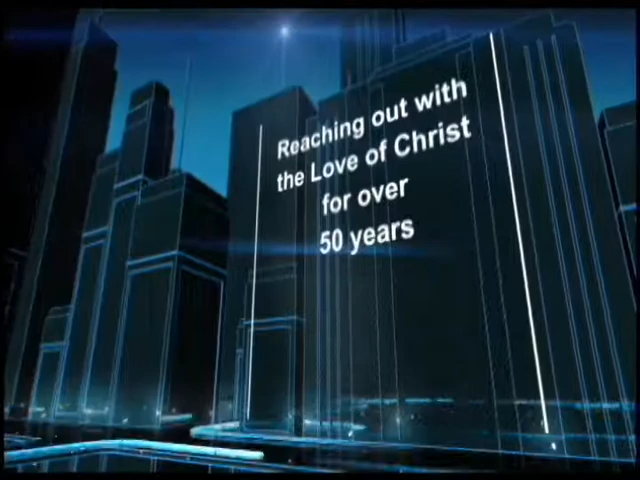 Reaching out with
the Love of Christ
for over
50 years